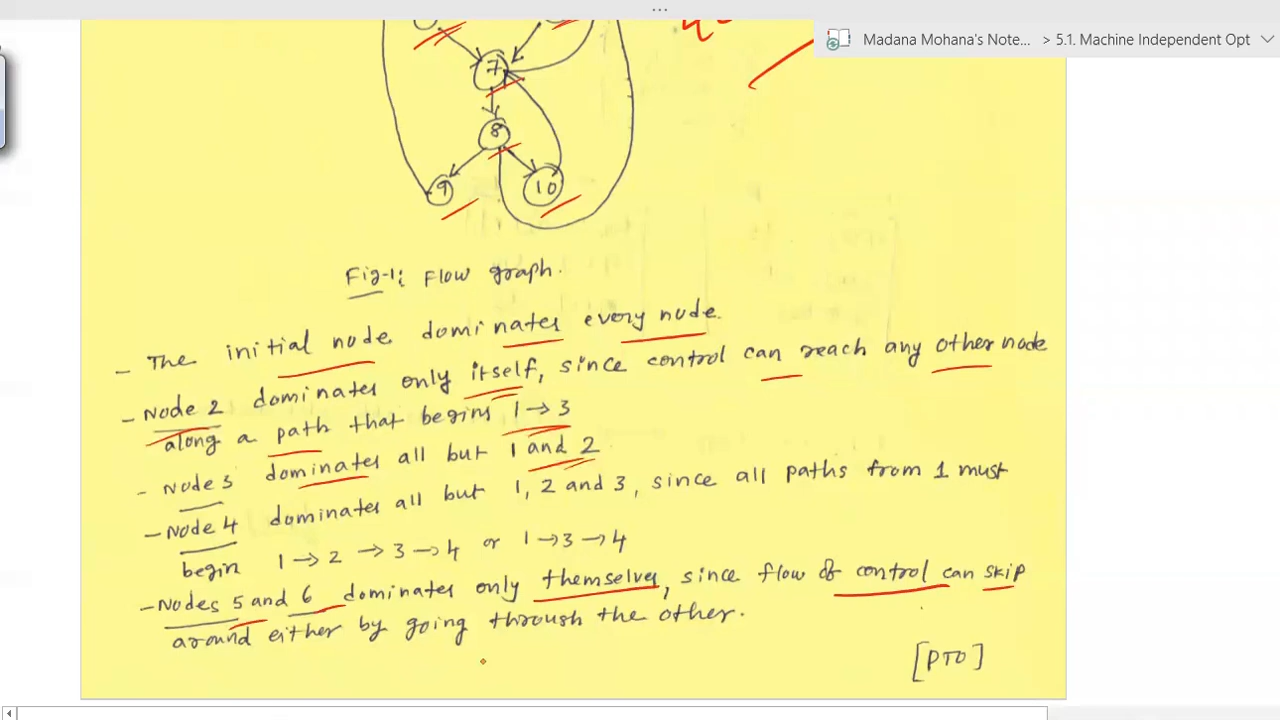 ...
Madana Mohana's Note... > 5.1. Machine Independent Opt
7
8
9
10
Fig-1: Flow graph.
- The initial node dominates every node.
- Node 2 dominates only itself, since control can reach any other node
along a path that begins 1→3
- Node 3 dominates all but 1 and 2
- Node 4 dominates all but 1, 2 and 3, since all paths from 1 must
begin 1→2→3→4 or 1→3→4
- Nodes 5 and 6 dominates only themselves, since flow of control can skip
around either by going through the other.
[PTO]